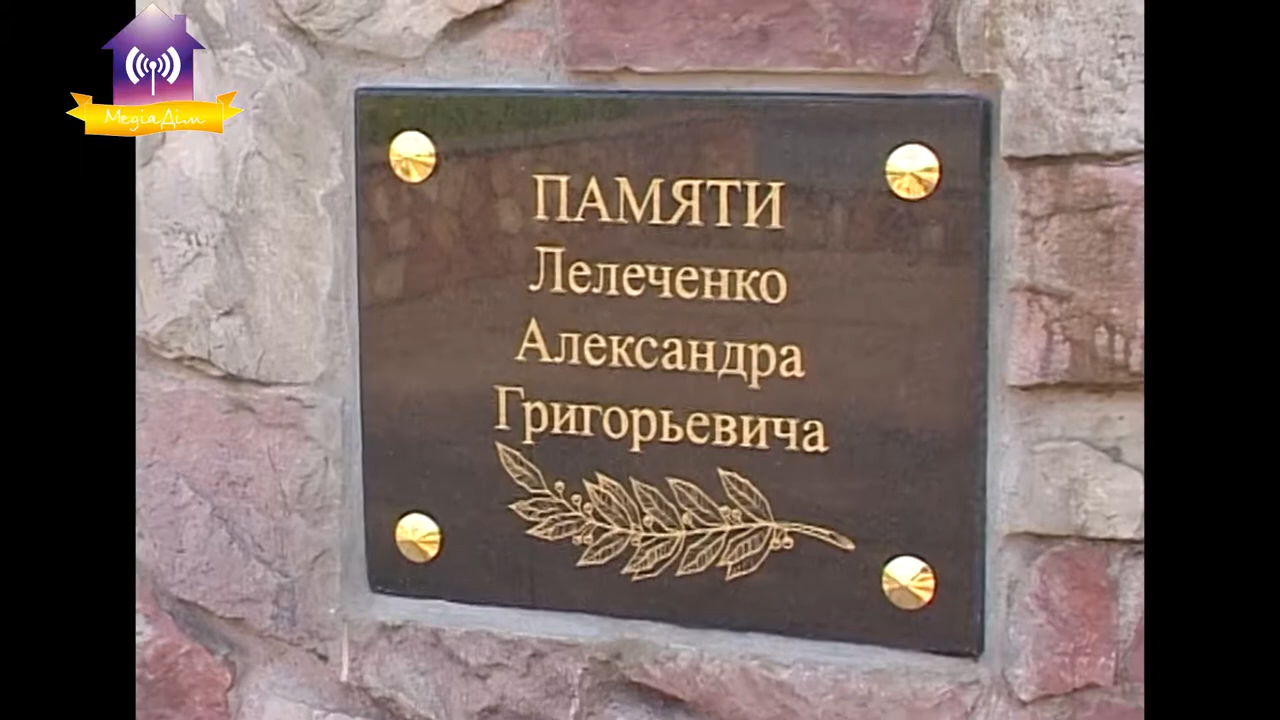 МедіаДім
ПАМЯТИ
Лелеченко
Александра
Григорьевича